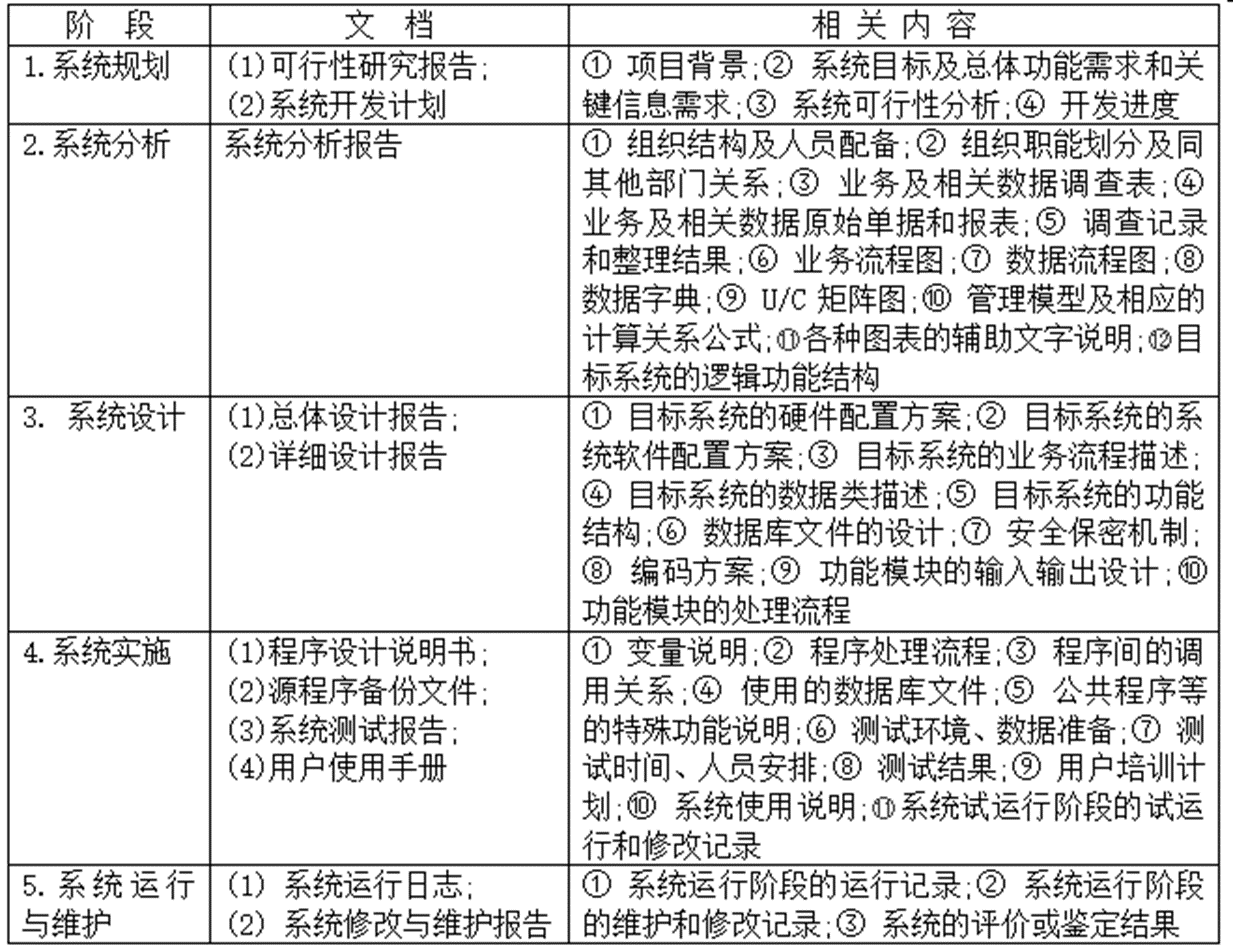 阶 段 文 档 相 关 内 容
1.系统规划 (1)可行性研究报告; ① 项目背景;② 系统目标及总体功能需求和关
(2)系统开发计划 键信息需求;③ 系统可行性分析;④ 开发进度
2.系统分析 系统分析报告 ① 组织结构及人员配备;② 组织职能划分及同
其他部门关系;③ 业务及相关数据调查表;④
业务及相关数据原始单据和报表;⑤ 调查记录
和整理结果;⑥ 业务流程图;⑦ 数据流程图;⑧
数据字典;⑨ U/C 矩阵图;⑩ 管理模型及相应的
计算关系公式;⑪各种图表的辅助文字说明;⑫目
标系统的逻辑功能结构
3. 系统设计 (1)总体设计报告; ① 目标系统的硬件配置方案;② 目标系统的系
(2)详细设计报告 统软件配置方案;③ 目标系统的业务流程描述;
④ 目标系统的数据类描述;⑤ 目标系统的功能
结构;⑥ 数据库文件的设计;⑦ 安全保密机制;
⑧ 编码方案;⑨ 功能模块的输入输出设计;⑩
功能模块的处理流程
4.系统实施 (1)程序设计说明书; ① 变量说明;② 程序处理流程;③ 程序间的调
(2)源程序备份文件; 用关系;④ 使用的数据库文件;⑤ 公共程序等
(3)系统测试报告; 的特殊功能说明;⑥ 测试环境、数据准备;⑦ 测
(4)用户使用手册 试时间、人员安排;⑧ 测试结果;⑨ 用户培训计
划;⑩ 系统使用说明;⑪系统试运行阶段的试运
行和修改记录
5. 系统运行 (1) 系统运行日志; ① 系统运行阶段的运行记录;② 系统运行阶段
与维护 (2) 系统修改与维护报告 的维护和修改记录;③ 系统的评价或鉴定结果